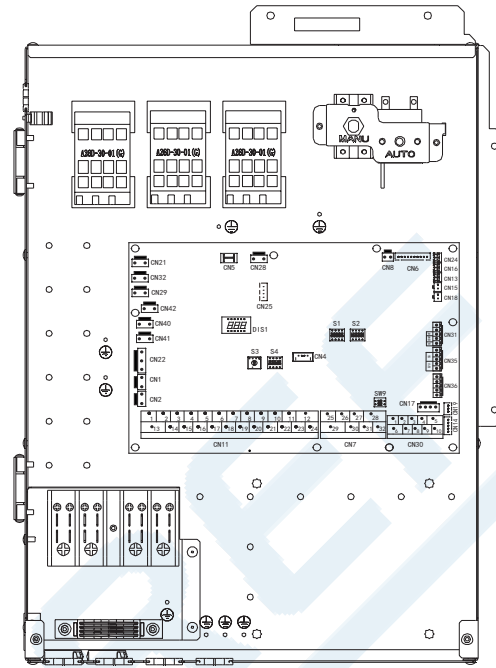 A26D-30-01(G) A26D-30-01(G) A26D-30-01(G)
MANU
AUTO
CN21
CN32
CN29
CN42
CN40
CN41
CN22
CN1
CN2
CN5
CN28
CN25
DIS1
S3
S4
CN4
S1
S2
CN8
CN6
CN24
CN16
CN13
CN15
CN18
CN31
CN35
CN36
SW9
CN17
CN19
CN14
1 2 3 4 5 6 7 8 9 10 11 12
13 14 15 16 17 18 19 20 21 22 23 24
25 26 27 28
29 30 31 32
CN11
CN7
CN30